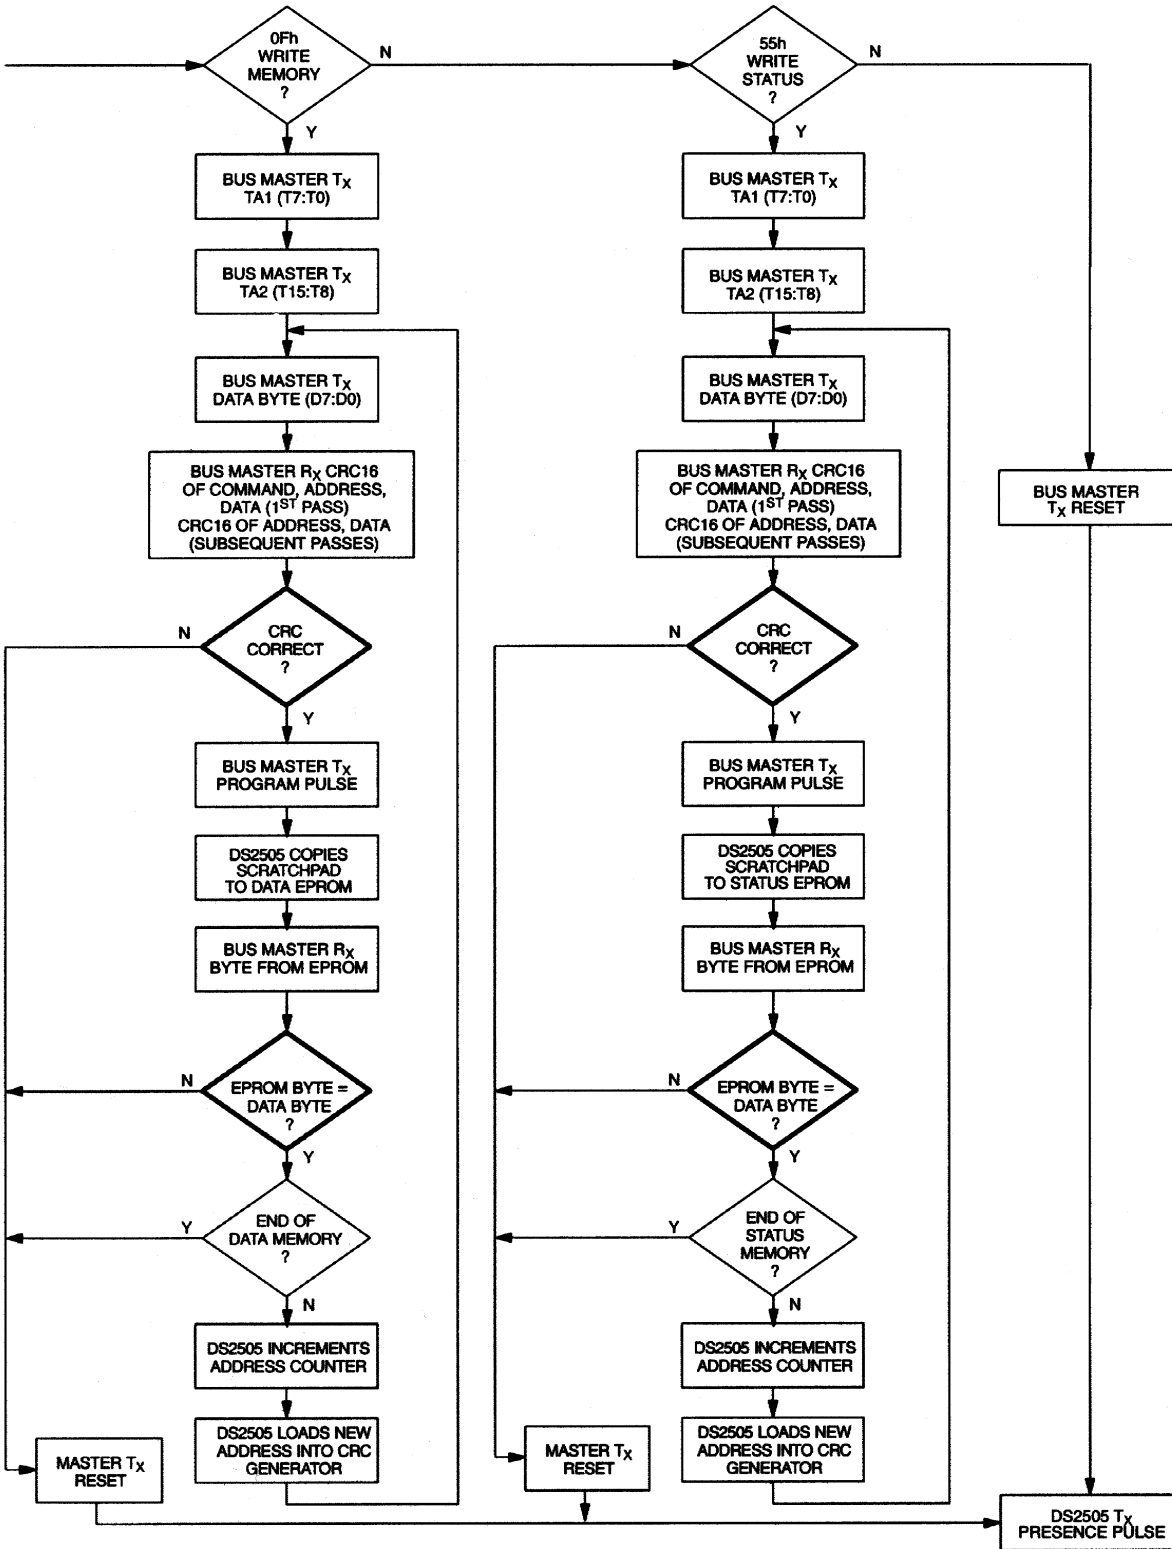 0Fh
WRITE
MEMORY
?
N
Y
BUS MASTER TX
TA1 (T7:T0)
BUS MASTER TX
TA2 (T15:T8)
BUS MASTER TX
DATA BYTE (D7:D0)
BUS MASTER RX CRC16
OF COMMAND, ADDRESS,
DATA (1ST PASS)
CRC16 OF ADDRESS, DATA
(SUBSEQUENT PASSES)
CRC
CORRECT
?
N
Y
BUS MASTER TX
PROGRAM PULSE
DS2505 COPIES
SCRATCHPAD
TO DATA EPROM
BUS MASTER RX
BYTE FROM EPROM
EPROM BYTE =
DATA BYTE
?
N
Y
END OF
DATA MEMORY
?
Y
N
DS2505 INCREMENTS
ADDRESS COUNTER
DS2505 LOADS NEW
ADDRESS INTO CRC
GENERATOR
MASTER TX
RESET
55h
WRITE
STATUS
?
N
Y
BUS MASTER TX
TA1 (T7:T0)
BUS MASTER TX
TA2 (T15:T8)
BUS MASTER TX
DATA BYTE (D7:D0)
BUS MASTER RX CRC16
OF COMMAND, ADDRESS,
DATA (1ST PASS)
CRC16 OF ADDRESS, DATA
(SUBSEQUENT PASSES)
CRC
CORRECT
?
N
Y
BUS MASTER TX
PROGRAM PULSE
DS2505 COPIES
SCRATCHPAD
TO STATUS EPROM
BUS MASTER RX
BYTE FROM EPROM
EPROM BYTE =
DATA BYTE
?
N
Y
END OF
STATUS
MEMORY
?
Y
N
DS2505 INCREMENTS
ADDRESS COUNTER
DS2505 LOADS NEW
ADDRESS INTO CRC
GENERATOR
MASTER TX
RESET
BUS MASTER
TX RESET
DS2505 TX
PRESENCE PULSE